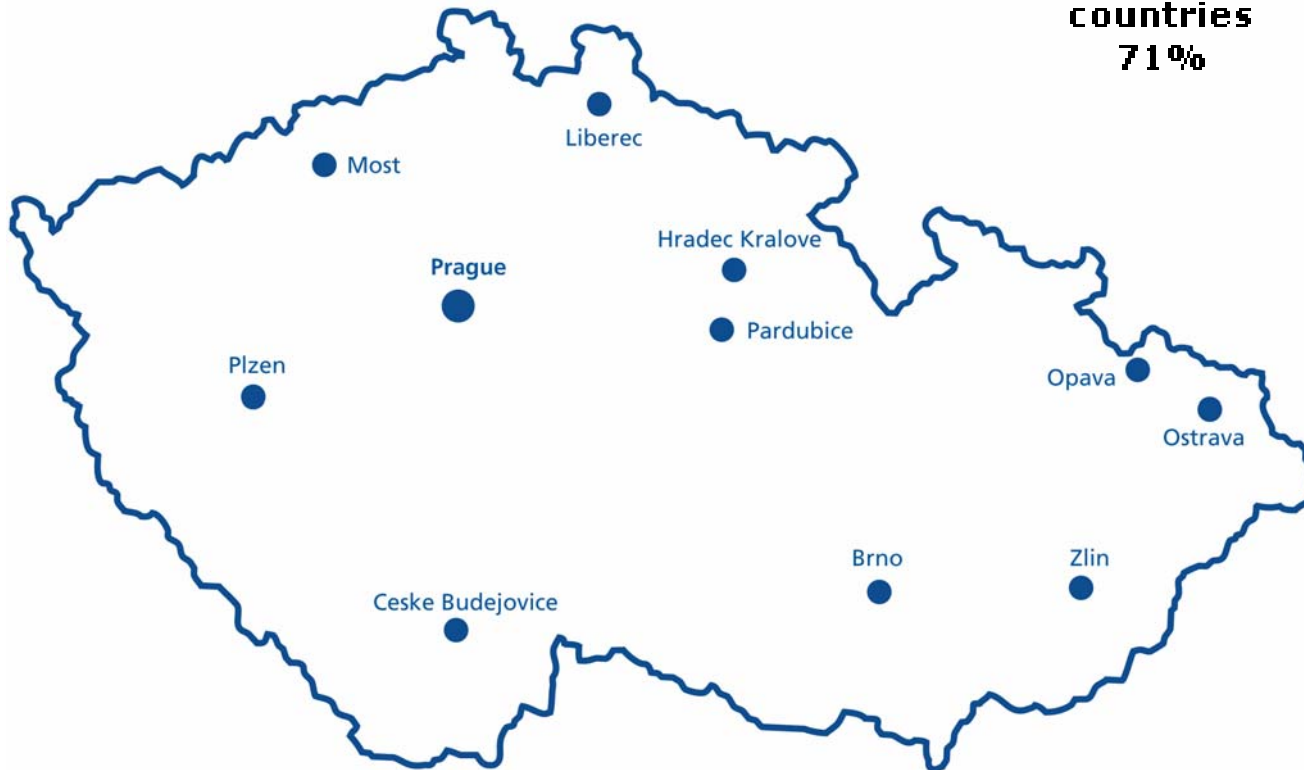 countries
71%
Liberec
Most
Hradec Kralove
Prague
Pardubice
Plzen
Opava
Ostrava
Brno
Zlin
Ceske Budejovice